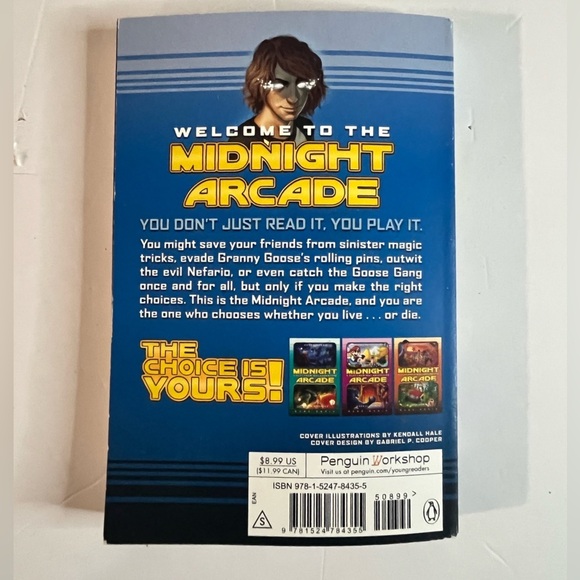 WELCOME TO THE
MIDNIGHT
ARCADE
YOU DON'T JUST READ IT, YOU PLAY IT.
You might save your friends from sinister magic
tricks, evade Granny Goose's rolling pins, outwit
the evil Nefario, or even catch the Goose Gang
once and for all, but only if you make the right
choices. This is the Midnight Arcade, and you are
the one who chooses whether you live . . . or die.
THE
CHOICE IS
YOURS!
MIDNIGHT
ARCADE
MIDNIGHT
ARCADE
MIDNIGHT
ARCADE
COVER ILLUSTRATIONS BY KENDALL HALE
COVER DESIGN BY GABRIEL P. COOPER
$8.99 US
($11.99 CAN)
Penguin Workshop
Visit us at penguin.com/youngreaders
ISBN 978-1-5247-8435-5
EAN
S
50899>
9 781524 784355